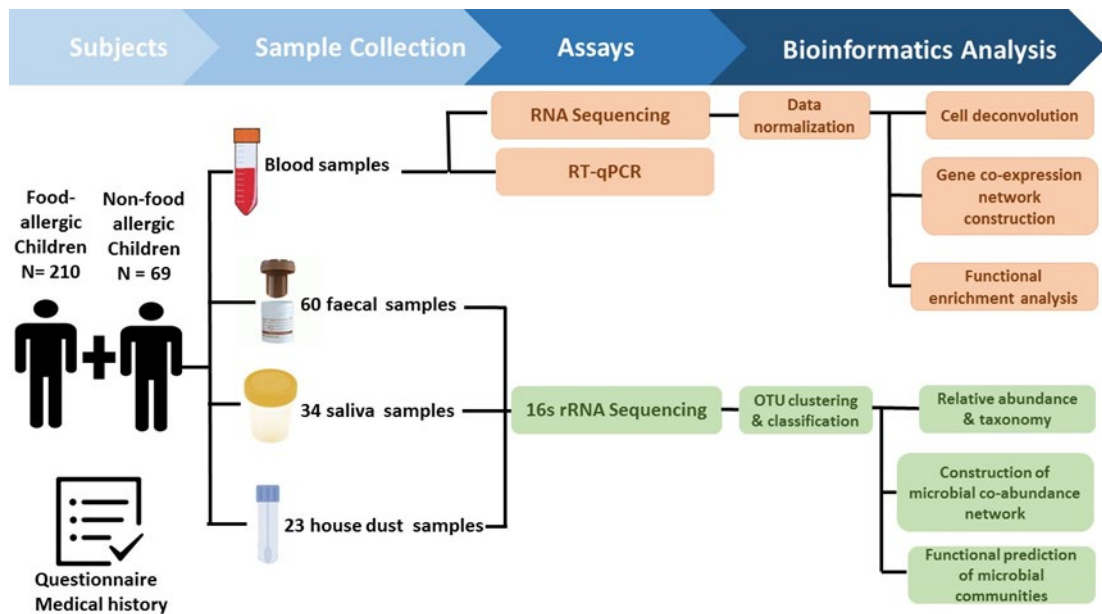 Subjects
Sample Collection
Assays
Bioinformatics Analysis
Food-
allergic
Children
N= 210
Non-food
allergic
Children
N = 69
Questionnaire
Medical history
Blood samples
60 faecal samples
34 saliva samples
23 house dust samples
RNA Sequencing
RT-qPCR
Data
normalization
Cell deconvolution
Gene co-expression
network
construction
Functional
enrichment analysis
16s rRNA Sequencing
OTU clustering
& classification
Relative abundance
& taxonomy
Construction of
microbial co-abundance
network
Functional prediction
of microbial
communities